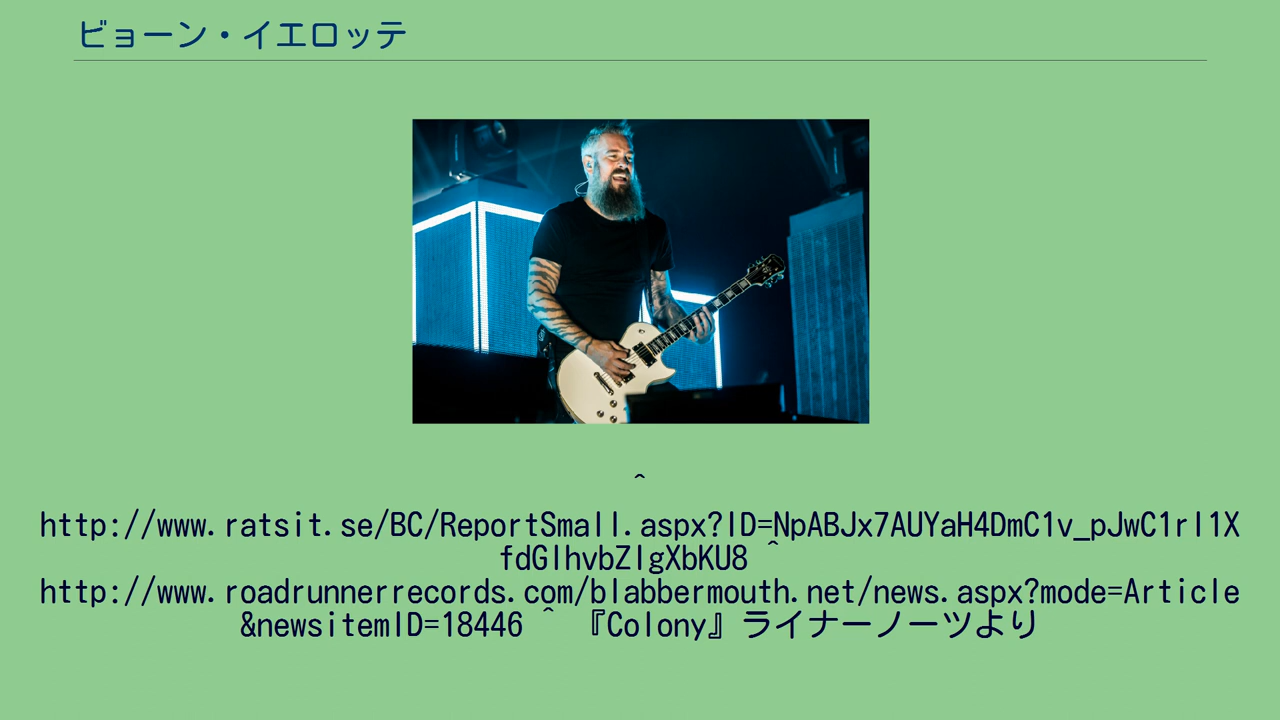 ビョーン・イエロッテ
^
http://www.ratsit.se/BC/ReportSmall.aspx?ID=NpABJx7AUYaH4DmC1v_pJwC1rl1X
fdGlhvbZIgXbKU8 ^
http://www.roadrunnerrecords.com/blabbermouth.net/news.aspx?mode=Article
&newsitemID=18446 ^ 『Colony』ライナーノーツより